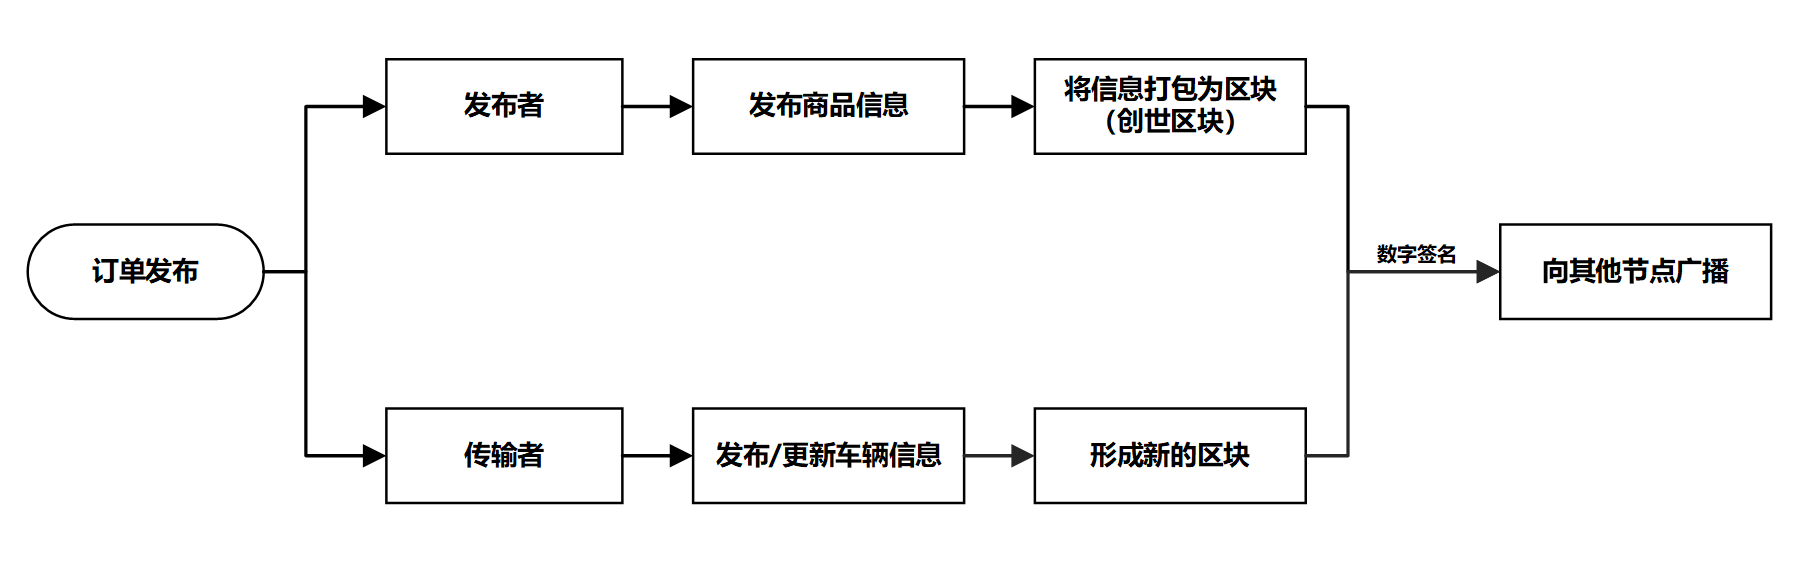 发布者
发布商品信息
将信息打包为区块
（创世区块）
订单发布
数字签名
向其他节点广播
传输者
发布/更新车辆信息
形成新的区块